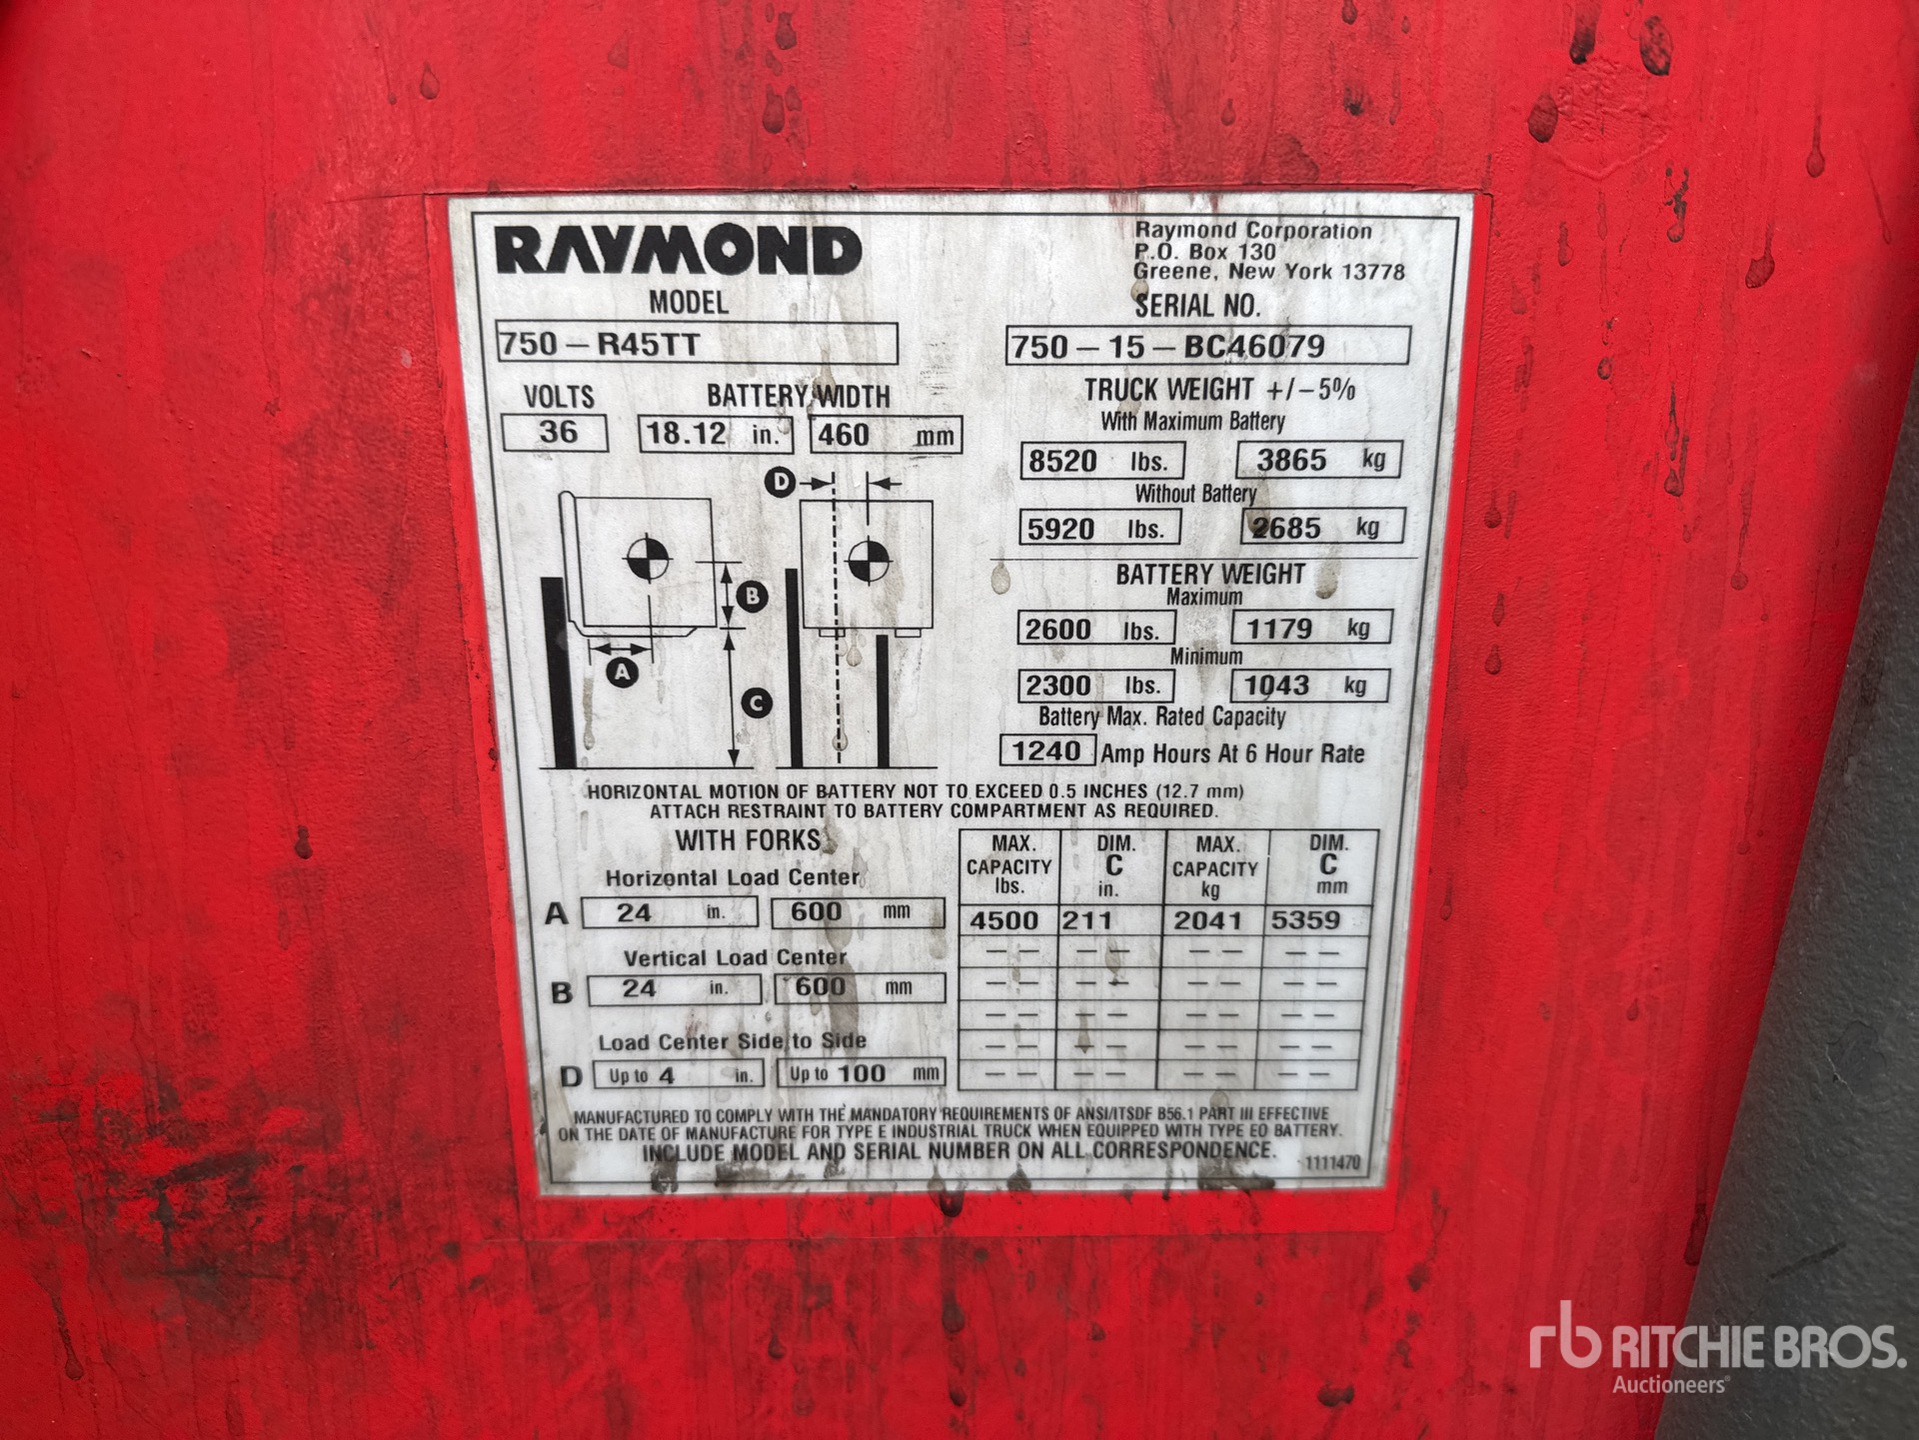 RAYMOND
Raymond Corporation
P.O. Box 130
Greene, New York 13778
MODEL
750-R45TT
SERIAL NO.
750-15-BC46079
VOLTS
36
BATTERY WIDTH
18.12 in. 460 mm
TRUCK WEIGHT +/-5%
With Maximum Battery
8520 lbs. 3865 kg
Without Battery
5920 lbs. 2685 kg
D
B
A
C
BATTERY WEIGHT
Maximum
2600 lbs. 1179 kg
Minimum
2300 lbs. 1043 kg
Battery Max. Rated Capacity
1240 Amp Hours At 6 Hour Rate
HORIZONTAL MOTION OF BATTERY NOT TO EXCEED 0.5 INCHES (12.7 mm)
ATTACH RESTRAINT TO BATTERY COMPARTMENT AS REQUIRED.
WITH FORKS
Horizontal Load Center
A 24 in. 600 mm
Vertical Load Center
B 24 in. 600 mm
Load Center Side to Side
D Up to 4 in. Up to 100 mm
MAX. CAPACITY lbs. DIM. C in. MAX. CAPACITY kg DIM. C mm
4500 211 2041 5359
— — — — — — — —
— — — — — — — —
— — — — — — — —
— — — — — — — —
— — — — — — — —
MANUFACTURED TO COMPLY WITH THE MANDATORY REQUIREMENTS OF ANSI/ITSDF B56.1 PART III EFFECTIVE
ON THE DATE OF MANUFACTURE FOR TYPE E INDUSTRIAL TRUCK WHEN EQUIPPED WITH TYPE EO BATTERY.
INCLUDE MODEL AND SERIAL NUMBER ON ALL CORRESPONDENCE.
1111470
rb RITCHIE BROS.
Auctioneers